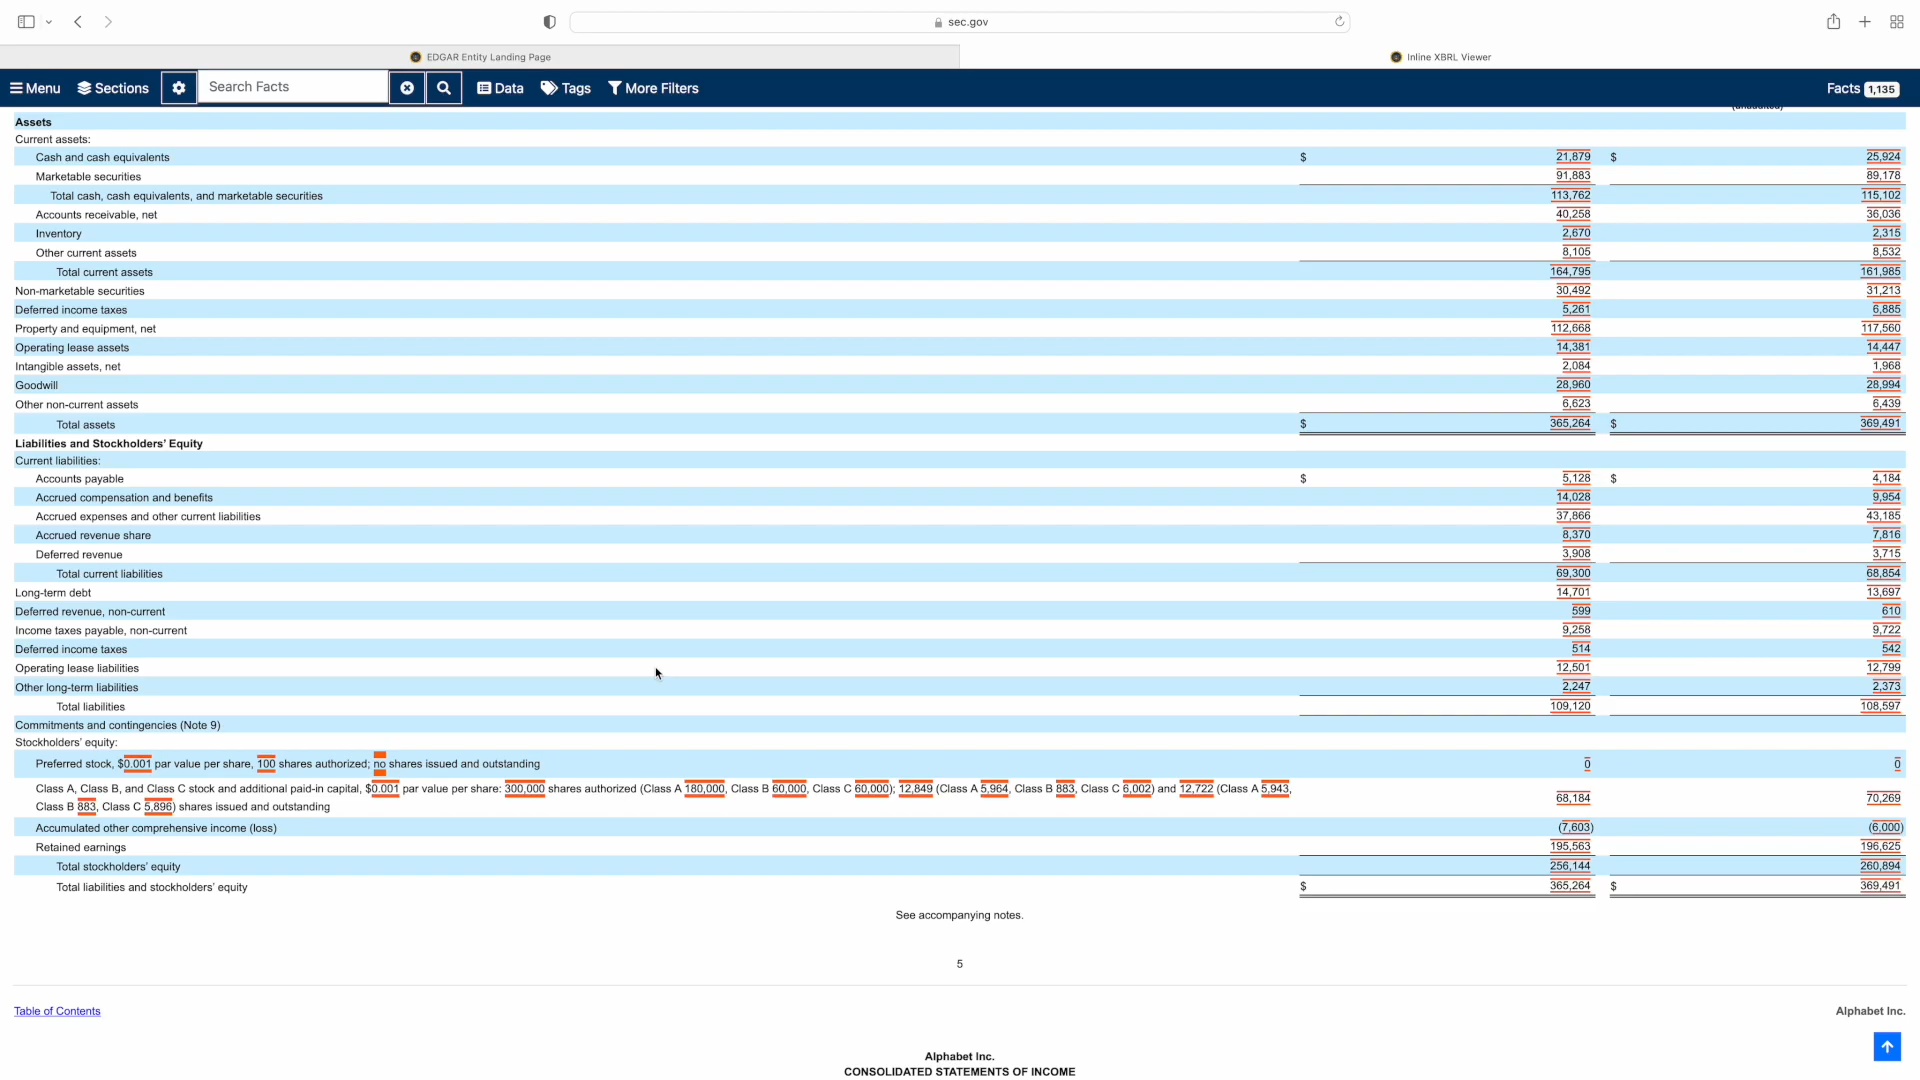 sec.gov
EDGAR Entity Landing Page
Inline XBRL Viewer
Menu Sections Search Facts Data Tags More Filters Facts 1,135
(unaudited)
Assets
Current assets:
Cash and cash equivalents $ 21,879 $ 25,924
Marketable securities 91,883 89,178
Total cash, cash equivalents, and marketable securities 113,762 115,102
Accounts receivable, net 40,258 36,036
Inventory 2,670 2,315
Other current assets 8,105 8,532
Total current assets 164,795 161,985
Non-marketable securities 30,492 31,213
Deferred income taxes 5,261 6,885
Property and equipment, net 112,668 117,560
Operating lease assets 14,381 14,447
Intangible assets, net 2,084 1,968
Goodwill 28,960 28,994
Other non-current assets 6,623 6,439
Total assets $ 365,264 $ 369,491
Liabilities and Stockholders’ Equity
Current liabilities:
Accounts payable $ 5,128 $ 4,184
Accrued compensation and benefits 14,028 9,954
Accrued expenses and other current liabilities 37,866 43,185
Accrued revenue share 8,370 7,816
Deferred revenue 3,908 3,715
Total current liabilities 69,300 68,854
Long-term debt 14,701 13,697
Deferred revenue, non-current 599 610
Income taxes payable, non-current 9,258 9,722
Deferred income taxes 514 542
Operating lease liabilities 12,501 12,799
Other long-term liabilities 2,247 2,373
Total liabilities 109,120 108,597
Commitments and contingencies (Note 9)
Stockholders’ equity:
Preferred stock, $0.001 par value per share, 100 shares authorized; no shares issued and outstanding 0 0
Class A, Class B, and Class C stock and additional paid-in capital, $0.001 par value per share: 300,000 shares authorized (Class A 180,000, Class B 60,000, Class C 60,000); 12,849 (Class A 5,964, Class B 883, Class C 6,002) and 12,722 (Class A 5,943,
Class B 883, Class C 5,896) shares issued and outstanding 68,184 70,269
Accumulated other comprehensive income (loss) (7,603) (6,000)
Retained earnings 195,563 196,625
Total stockholders’ equity 256,144 260,894
Total liabilities and stockholders’ equity $ 365,264 $ 369,491
See accompanying notes.
5
Table of Contents Alphabet Inc.
Alphabet Inc.
CONSOLIDATED STATEMENTS OF INCOME